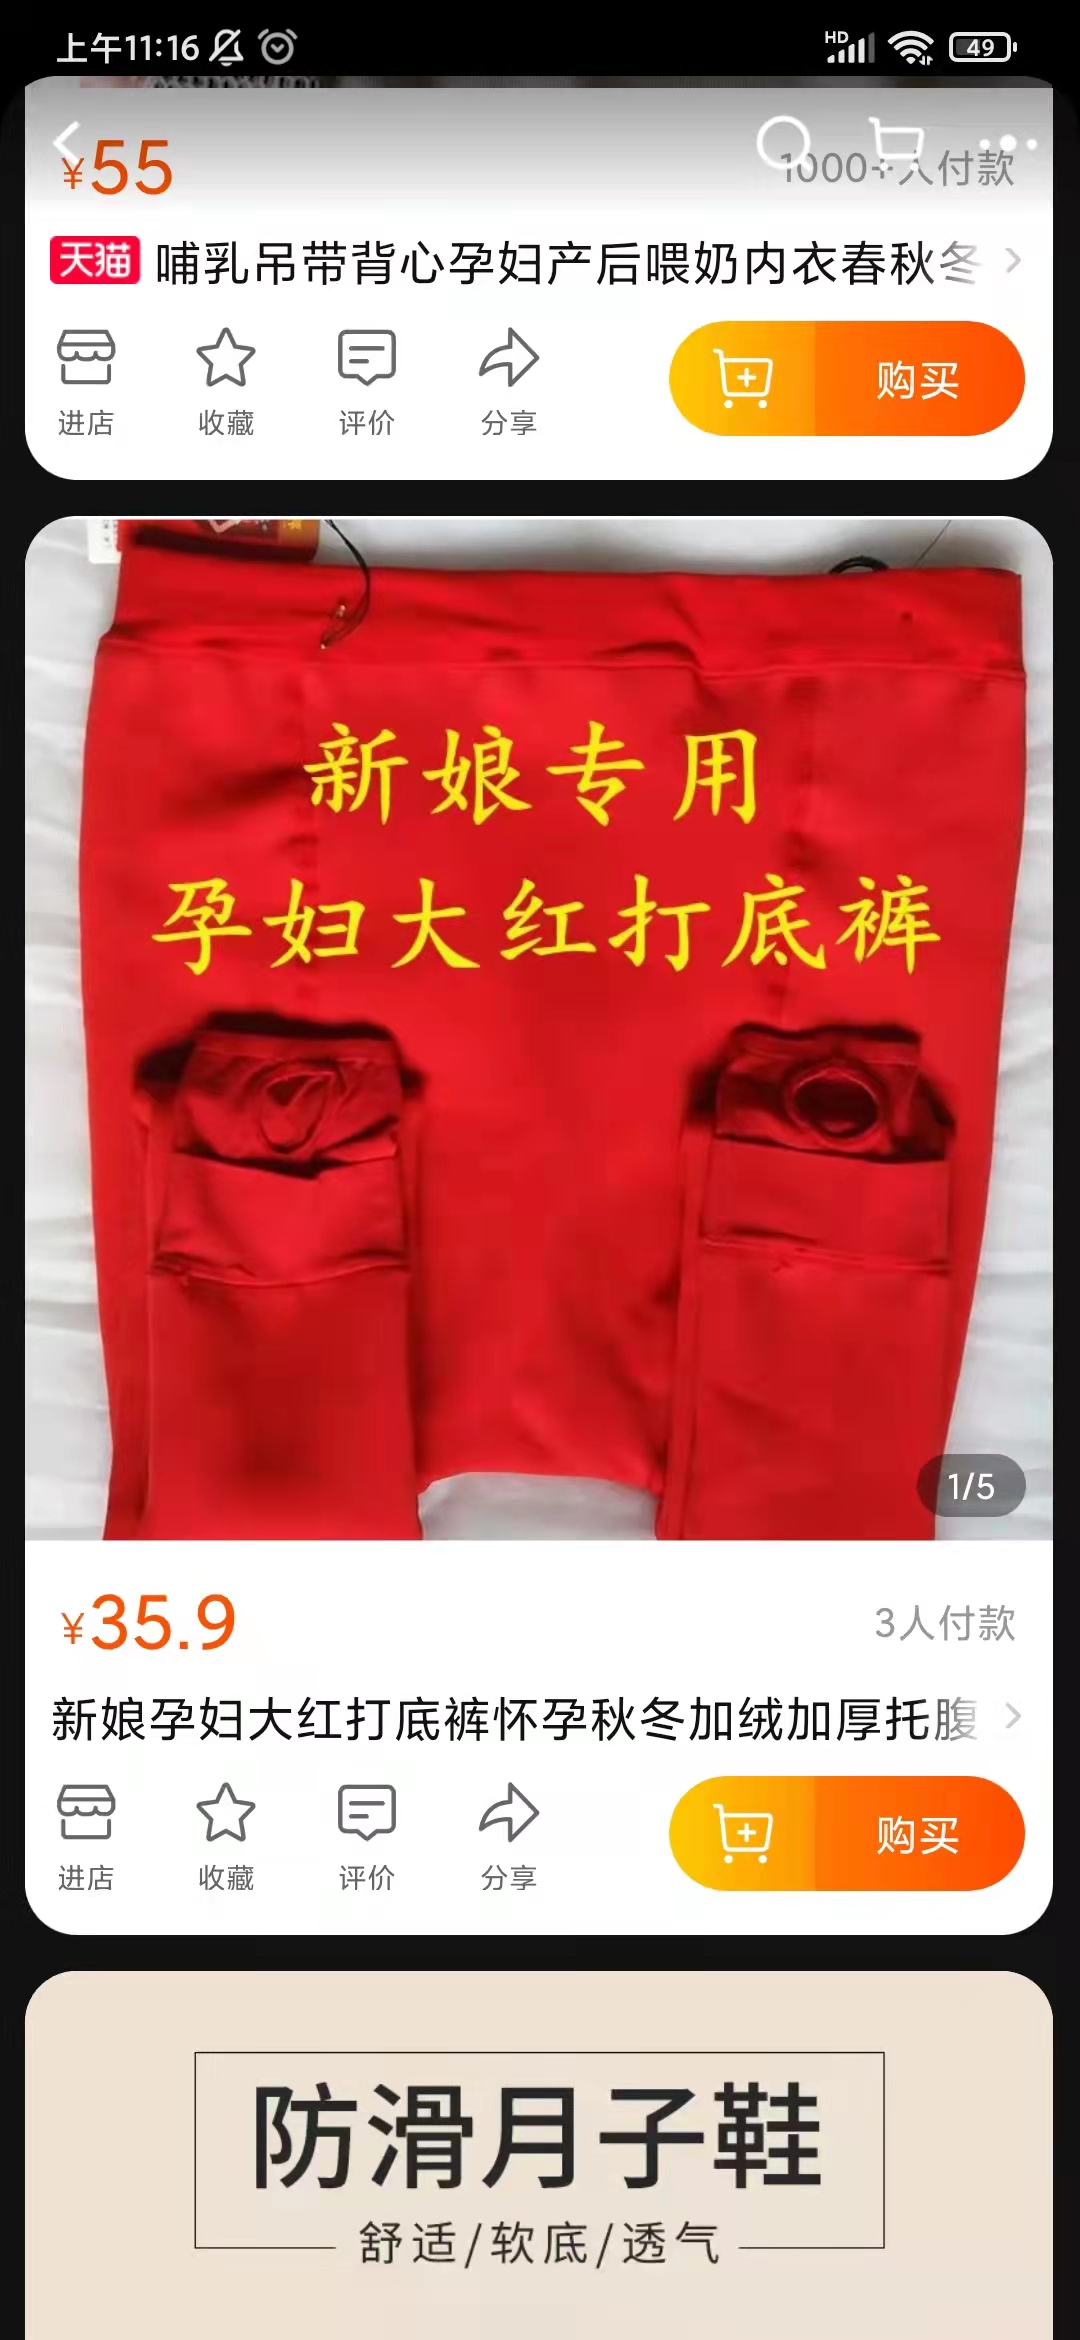 上午11:16
HD
49
¥55
1000+人付款
天猫 哺乳吊带背心孕妇产后喂奶内衣春秋冬
进店 收藏 评价 分享 购买
新娘专用
孕妇大红打底裤
1/5
¥35.9
3人付款
新娘孕妇大红打底裤怀孕秋冬加绒加厚托腹
进店 收藏 评价 分享 购买
防滑月子鞋
舒适/软底/透气